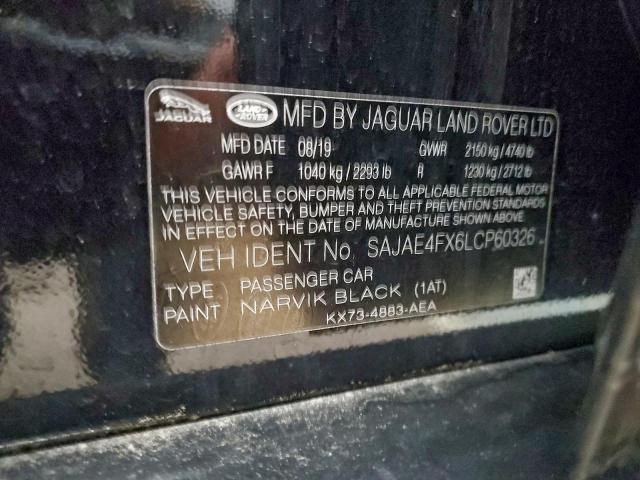 JAGUAR LAND ROVER MFD BY JAGUAR LAND ROVER LTD
MFD DATE 08/19 GVWR 2150 kg / 4740 lb
GAWR F 1040 kg / 2293 lb R 1230 kg / 2712 lb
THIS VEHICLE CONFORMS TO ALL APPLICABLE FEDERAL MOTOR
VEHICLE SAFETY, BUMPER AND THEFT PREVENTION STANDARDS
IN EFFECT ON THE DATE OF MANUFACTURE SHOWN ABOVE.
VEH IDENT No. SAJAE4FX6LCP60326
TYPE PASSENGER CAR
PAINT NARVIK BLACK (1AT)
KX73-4883-AEA